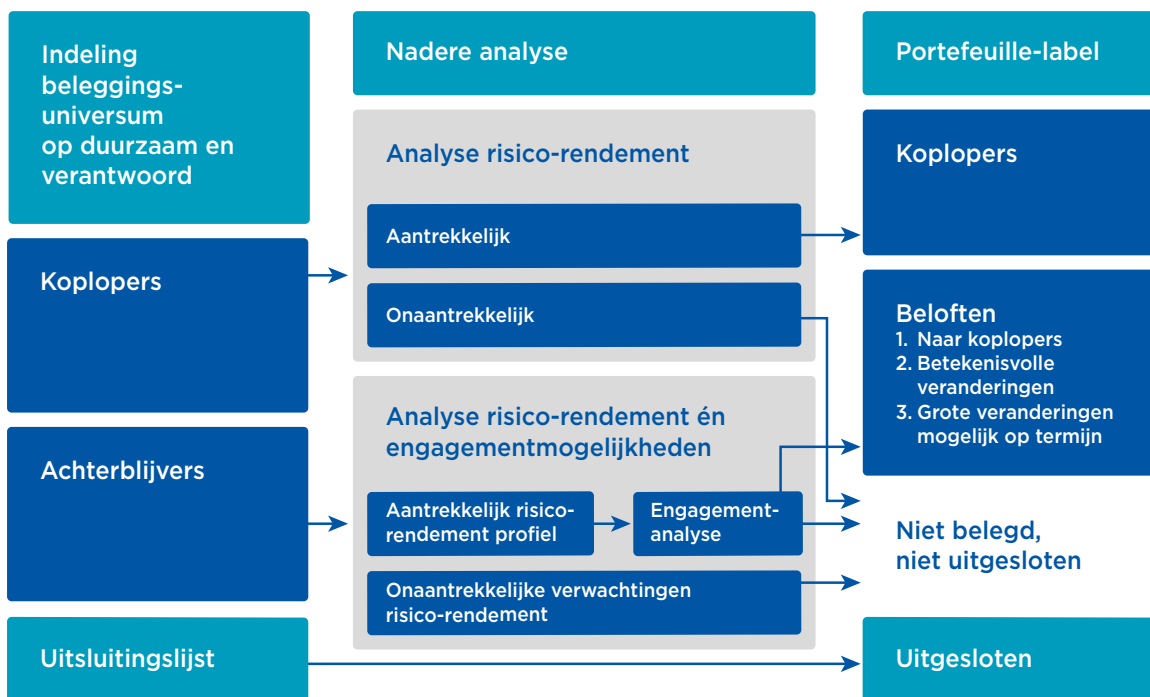 Indeling
beleggings-
universum
op duurzaam en
verantwoord
Koplopers
Achterblijvers
Uitsluitingslijst
Nadere analyse
Analyse risico-rendement
Aantrekkelijk
Onaantrekkelijk
Analyse risico-rendement én
engagementmogelijkheden
Aantrekkelijk risico-
rendement profiel
Engagement-
analyse
Onaantrekkelijke verwachtingen
risico-rendement
Portefeuille-label
Koplopers
Beloften
1. Naar koplopers
2. Betekenisvolle
veranderingen
3. Grote veranderingen
mogelijk op termijn
Niet belegd,
niet uitgesloten
Uitgesloten